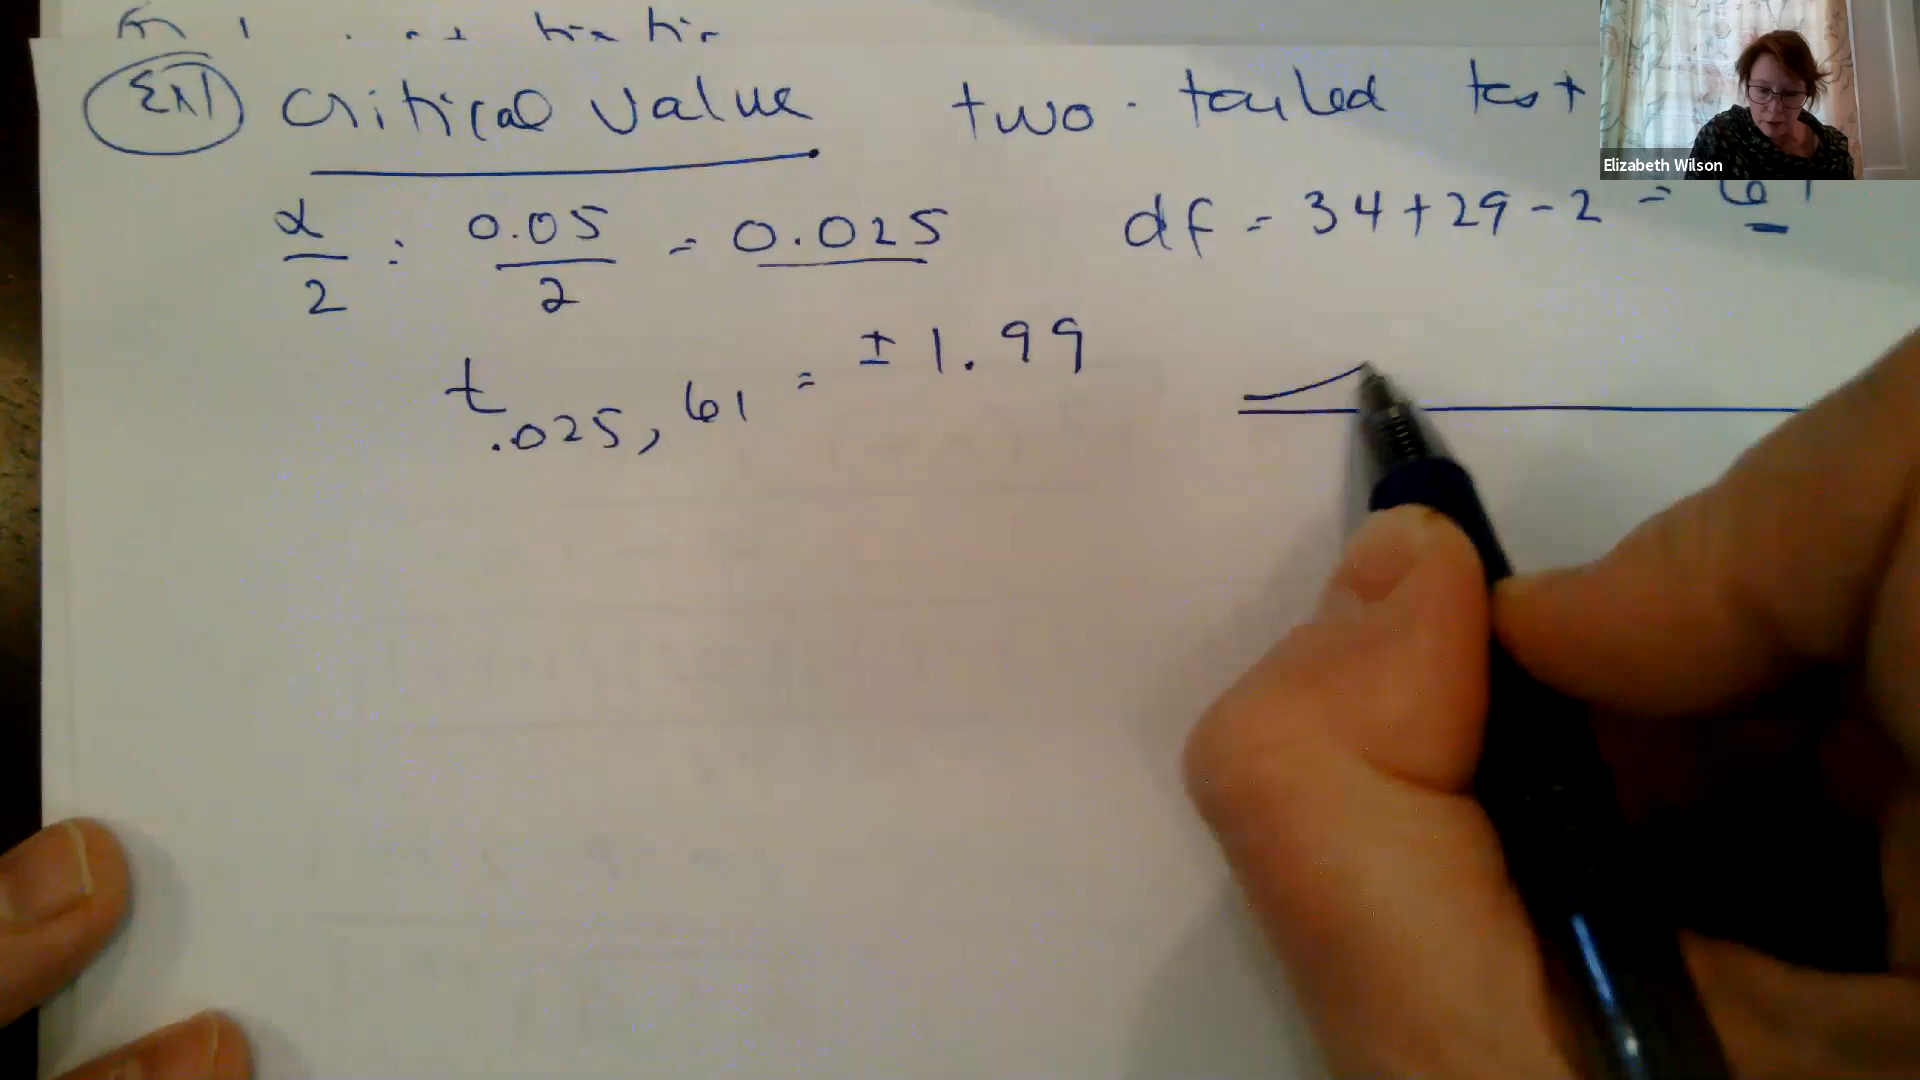 Ex1 Critical Value two-tailed test
Elizabeth Wilson
α/2 : 0.05/2 = 0.025 df = 34+29-2 = 61
t.025, 61 = ± 1.99